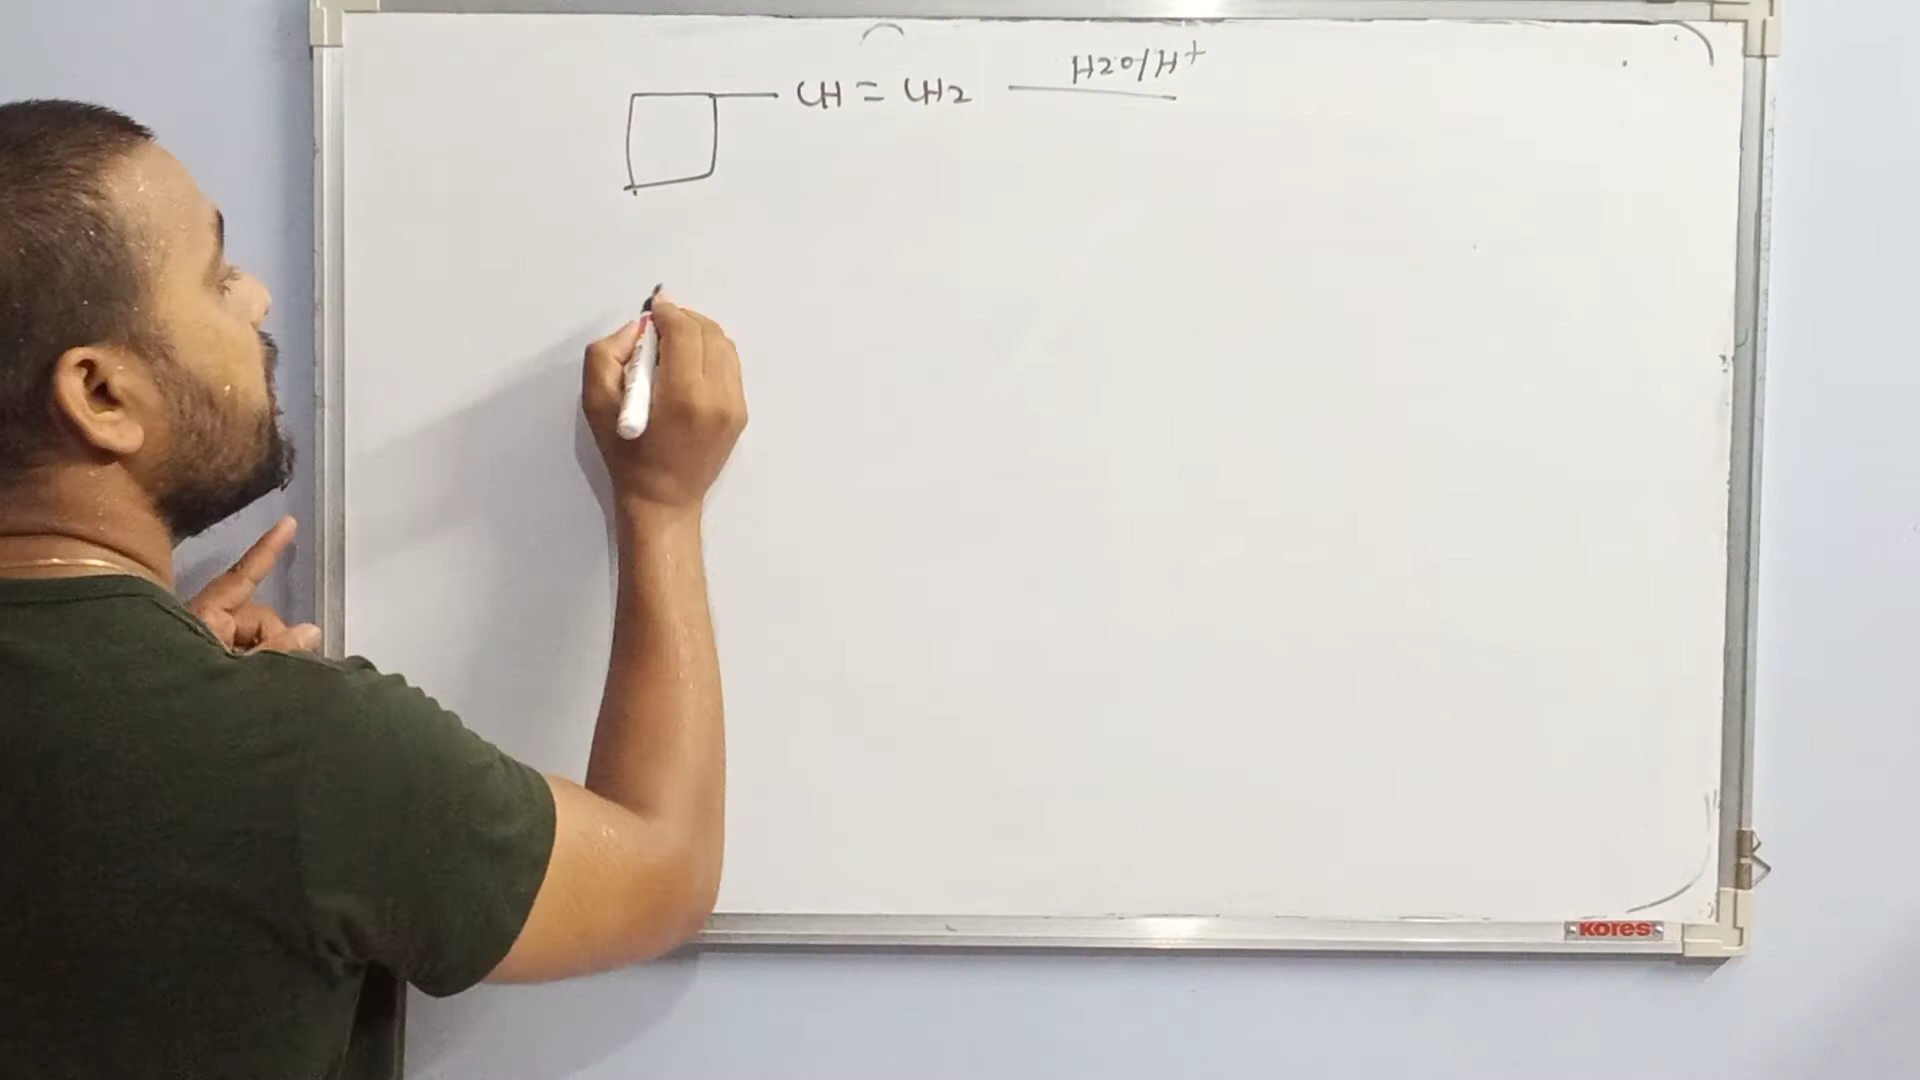 H2O/H+
CH = CH2
KORES